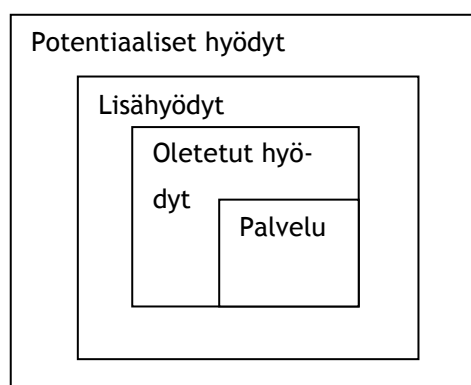 Potentiaaliset hyödyt
Lisähyödyt
Oletetut hyö-
dyt
Palvelu